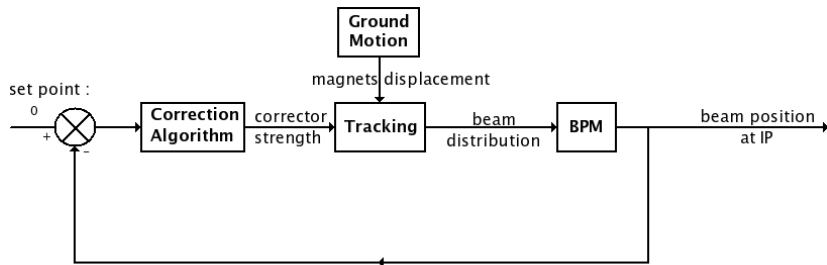 Ground
Motion
magnets displacement
set point :
0
+
-
Correction
Algorithm
corrector
strength
Tracking
beam
distribution
BPM
beam position
at IP